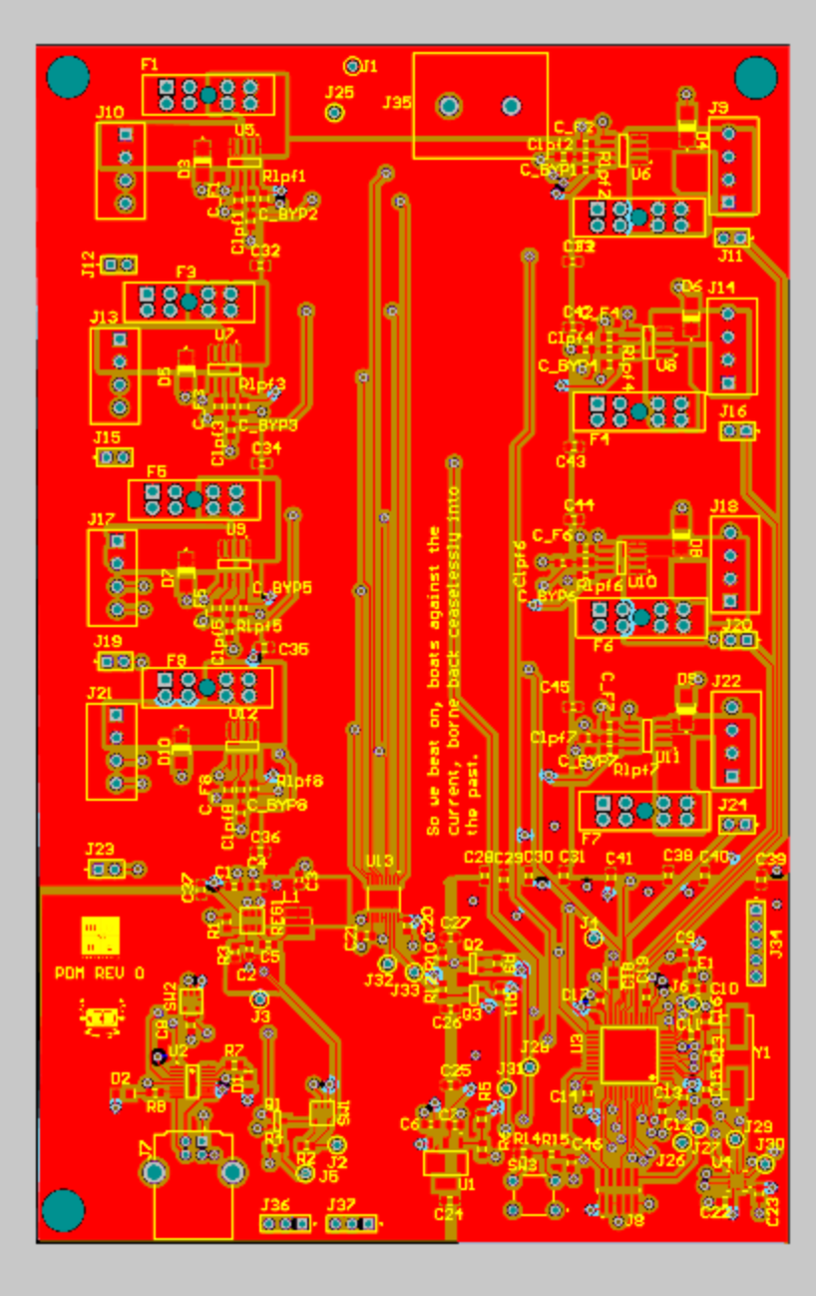 F1
J1
J25
J35
J10
U5
D3
Rlpf1
C_BYP2
C32
J12
F3
J13
U7
D5
Rlpf3
C_BYP3
Clpf3
C34
J15
F5
J17
U9
D7
C_BYP5
Rlpf5
Clpf5
C35
J19
F8
J21
U12
D10
C_F8
Rlpf8
C_BYP8
Clpf8
C36
J23
Clpf2
C_BYP1
Rlpf2
U6
D4
J9
J11
C42
C_F4
Clpf4
C_BYP4
Rlpf4
U8
D6
J14
F4
J16
C43
C44
C_F6
Clpf6
C_BYP6
Rlpf6
U10
D8
J18
F6
J20
C45
Clpf7
C_BYP7
Rlpf7
U11
D9
J22
F7
J24
So we beat on, boats against the
current, borne back ceaselessly into
the past.
U13
C28
C29
C30
C31
C41
C38
C40
C39
C37
C4
C3
L1
R1
REG1
R2
C5
C2
C21
C20
C27
J32
J33
Q2
Q3
C26
J4
J34
PDM REV 0
SW2
J3
C8
U2
R7
D2
R8
J7
SW1
J2
J5
J36
J37
C25
R5
C6
U1
C24
J31
J28
R14
R15
SW3
C46
U3
C14
C18
C19
C9
E1
J6
C10
C16
C11
Y1
C13
C12
J27
J26
J29
J30
U4
C22
C23
J8